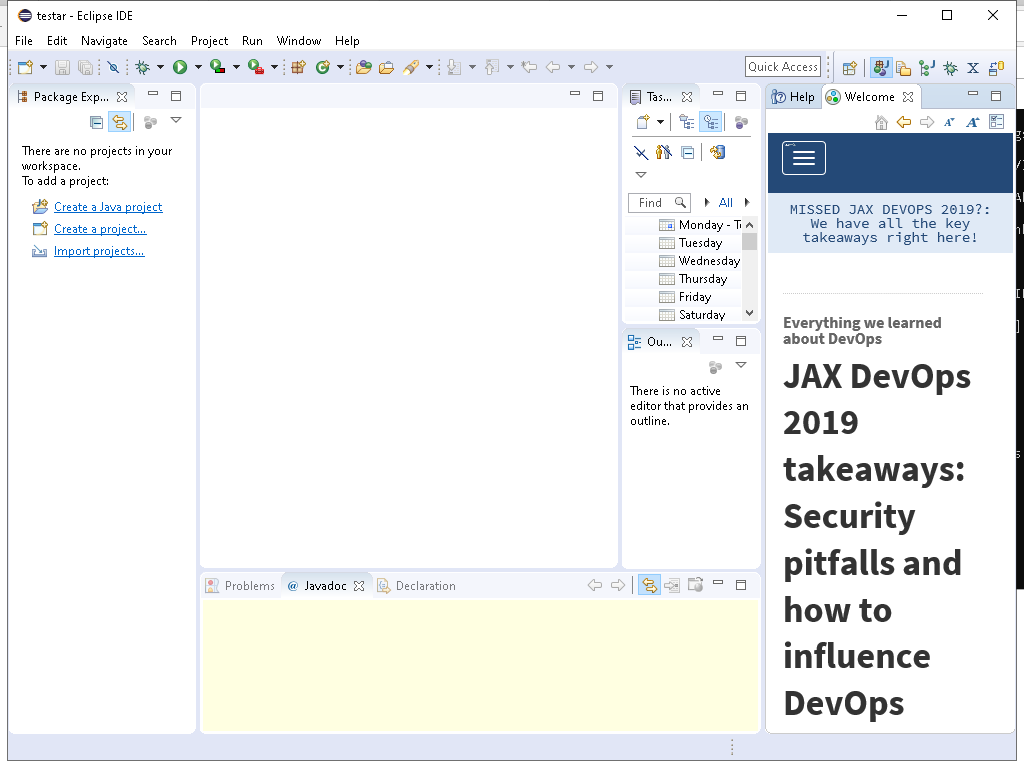 testar - Eclipse IDE
File Edit Navigate Search Project Run Window Help
Quick Access
Package Exp...
There are no projects in your
workspace.
To add a project:
Create a Java project
Create a project...
Import projects...
Tas...
Find
All
Monday - T
Tuesday
Wednesday
Thursday
Friday
Saturday
Ou...
There is no active
editor that provides an
outline.
Problems @ Javadoc Declaration
Help Welcome
MISSED JAX DEVOPS 2019?:
We have all the key
takeaways right here!
Everything we learned
about DevOps
JAX DevOps
2019
takeaways:
Security
pitfalls and
how to
influence
DevOps